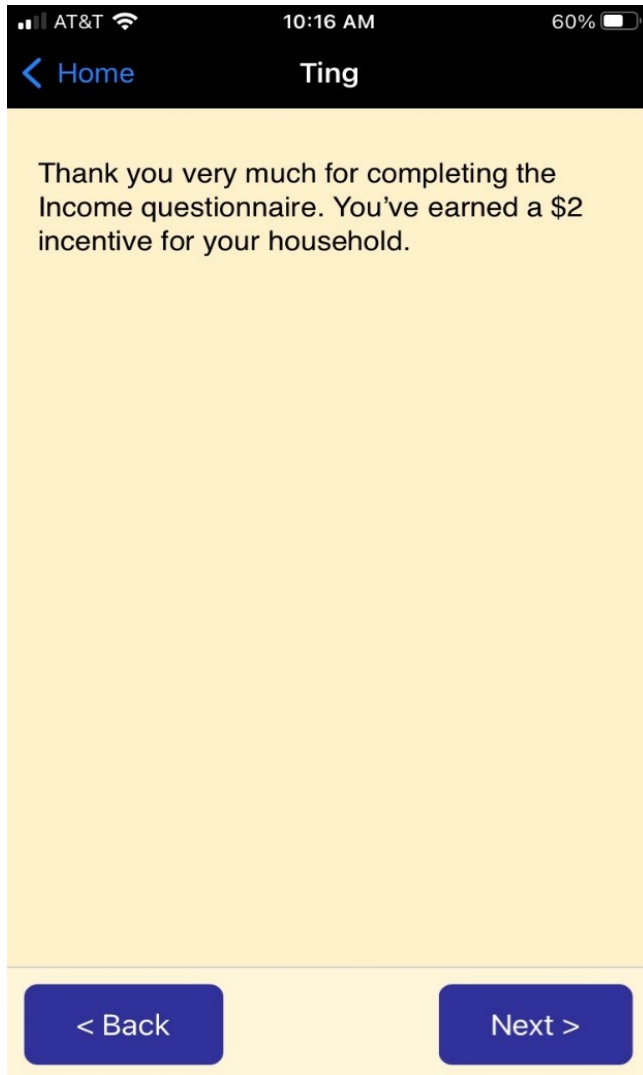 AT&T 10:16 AM 60%
Home Ting
Thank you very much for completing the
Income questionnaire. You’ve earned a $2
incentive for your household.
< Back Next >